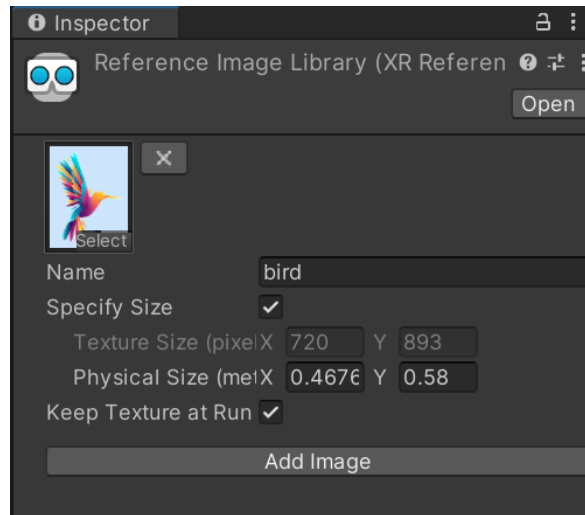 Inspector
Reference Image Library (XR Referen
Open
Select
Name bird
Specify Size
Texture Size (pixel X 720 Y 893
Physical Size (met X 0.4676 Y 0.58
Keep Texture at Run
Add Image